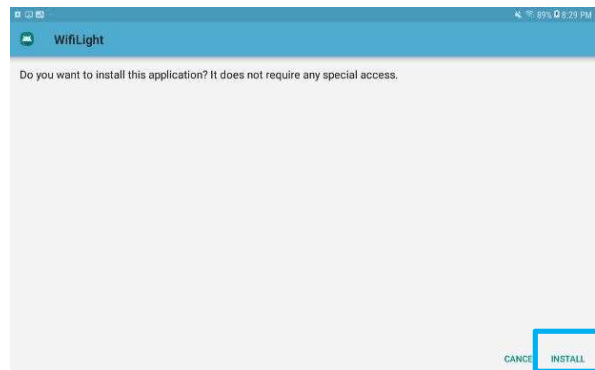 89% 8:29 PM
WifiLight
Do you want to install this application? It does not require any special access.
CANCE INSTALL